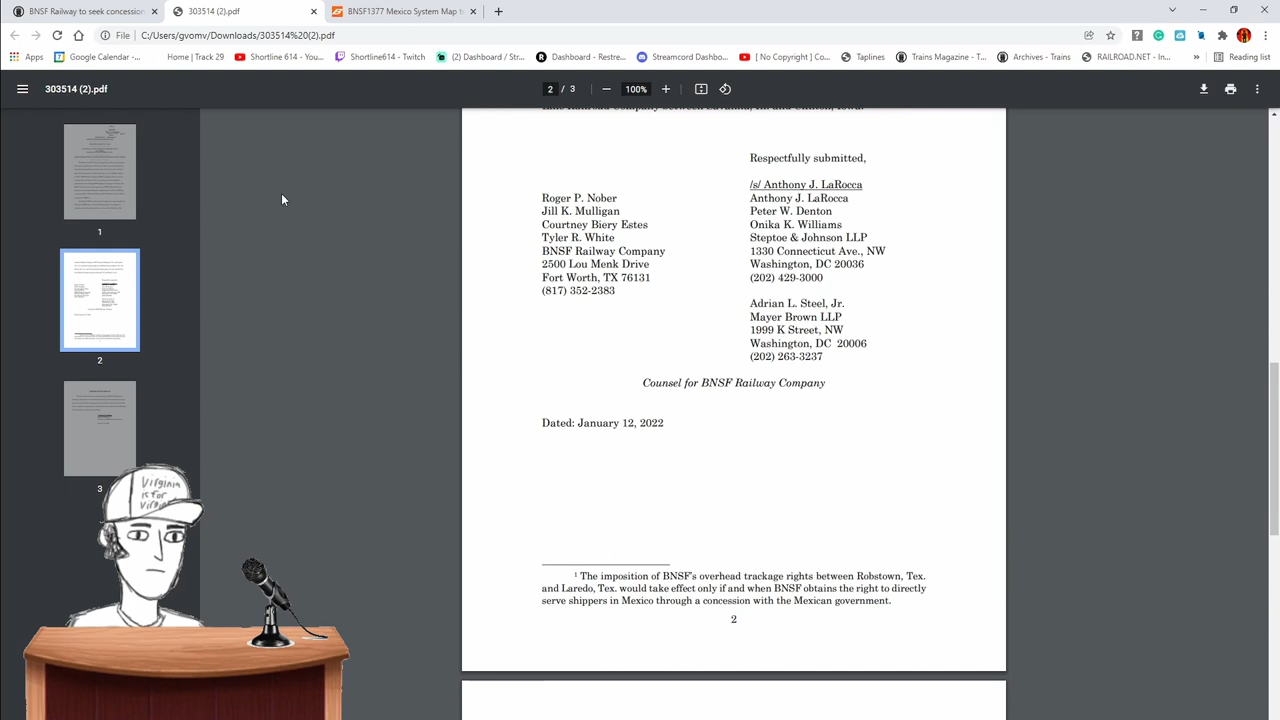 BNSF Railway to seek concession
303514 (2).pdf
BNSF1377 Mexico System Map t
File
C:/Users/gvomv/Downloads/303514%20(2).pdf
Apps
Google Calendar -...
Home | Track 29
Shortline 614 - You...
Shortline614 - Twitch
(2) Dashboard / Str...
Dashboard - Restre...
Streamcord Dashbo...
[ No Copyright ] Co...
Taplines
Trains Magazine - T...
Archives - Trains
RAILROAD.NET - In...
»
Reading list
303514 (2).pdf
2 / 3
100%
1
2
3
Respectfully submitted,
/s/ Anthony J. LaRocca
Anthony J. LaRocca
Peter W. Denton
Onika K. Williams
Steptoe & Johnson LLP
1330 Connecticut Ave., NW
Washington, DC 20036
(202) 429-3000
Roger P. Nober
Jill K. Mulligan
Courtney Biery Estes
Tyler R. White
BNSF Railway Company
2500 Lou Menk Drive
Fort Worth, TX 76131
(817) 352-2383
Adrian L. Steel, Jr.
Mayer Brown LLP
1999 K Street, NW
Washington, DC 20006
(202) 263-3237
Counsel for BNSF Railway Company
Dated: January 12, 2022
1 The imposition of BNSF's overhead trackage rights between Robstown, Tex.
and Laredo, Tex. would take effect only if and when BNSF obtains the right to directly
serve shippers in Mexico through a concession with the Mexican government.
2
Virginia
is for